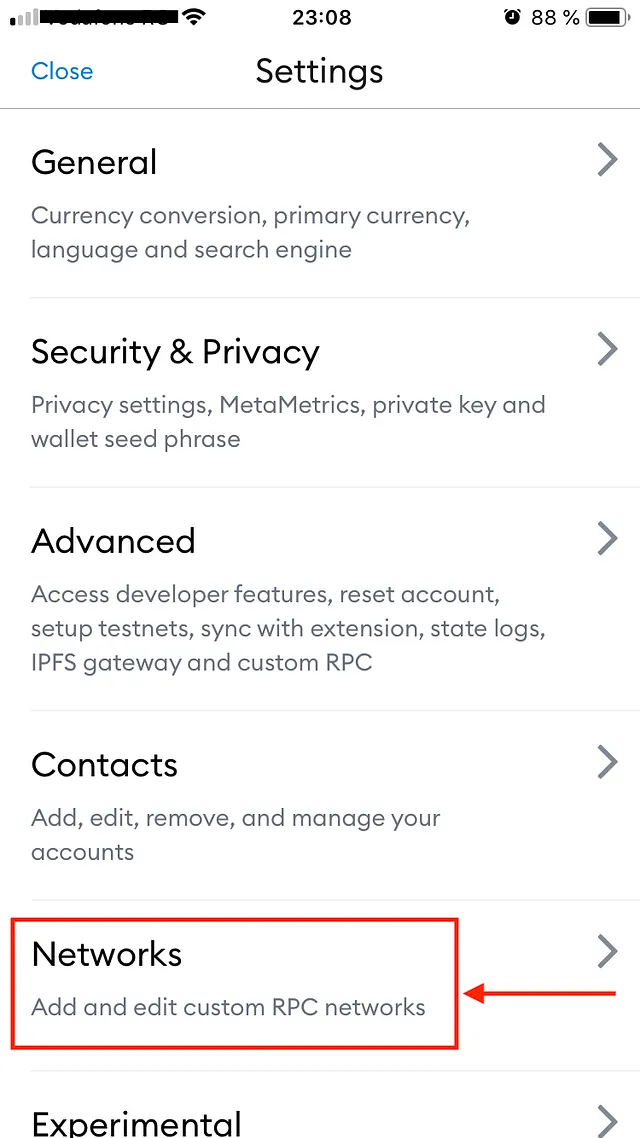 23:08
88 %
Close
Settings
General
Currency conversion, primary currency,
language and search engine
Security & Privacy
Privacy settings, MetaMetrics, private key and
wallet seed phrase
Advanced
Access developer features, reset account,
setup testnets, sync with extension, state logs,
IPFS gateway and custom RPC
Contacts
Add, edit, remove, and manage your
accounts
Networks
Add and edit custom RPC networks
Experimental